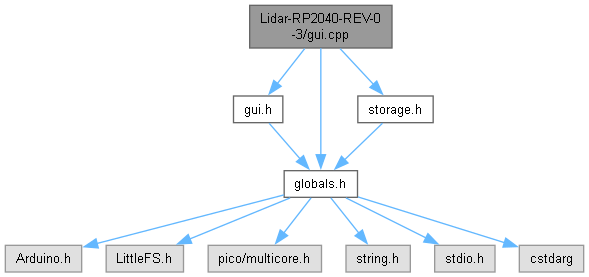 Lidar-RP2040-REV-0
-3/gui.cpp
gui.h
storage.h
globals.h
Arduino.h
LittleFS.h
pico/multicore.h
string.h
stdio.h
cstdarg